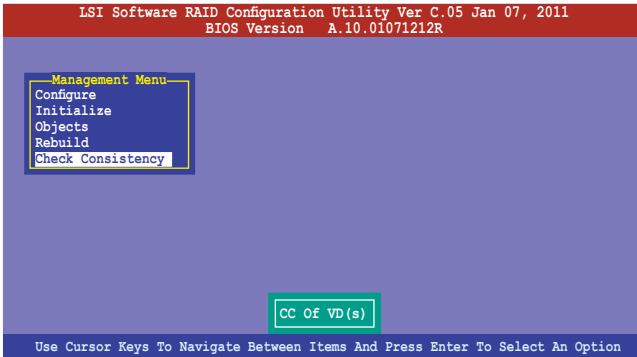 LSI Software RAID Configuration Utility Ver C.05 Jan 07, 2011
BIOS Version A.10.01071212R
Management Menu
Configure
Initialize
Objects
Rebuild
Check Consistency
CC Of VD(s)
Use Cursor Keys To Navigate Between Items And Press Enter To Select An Option